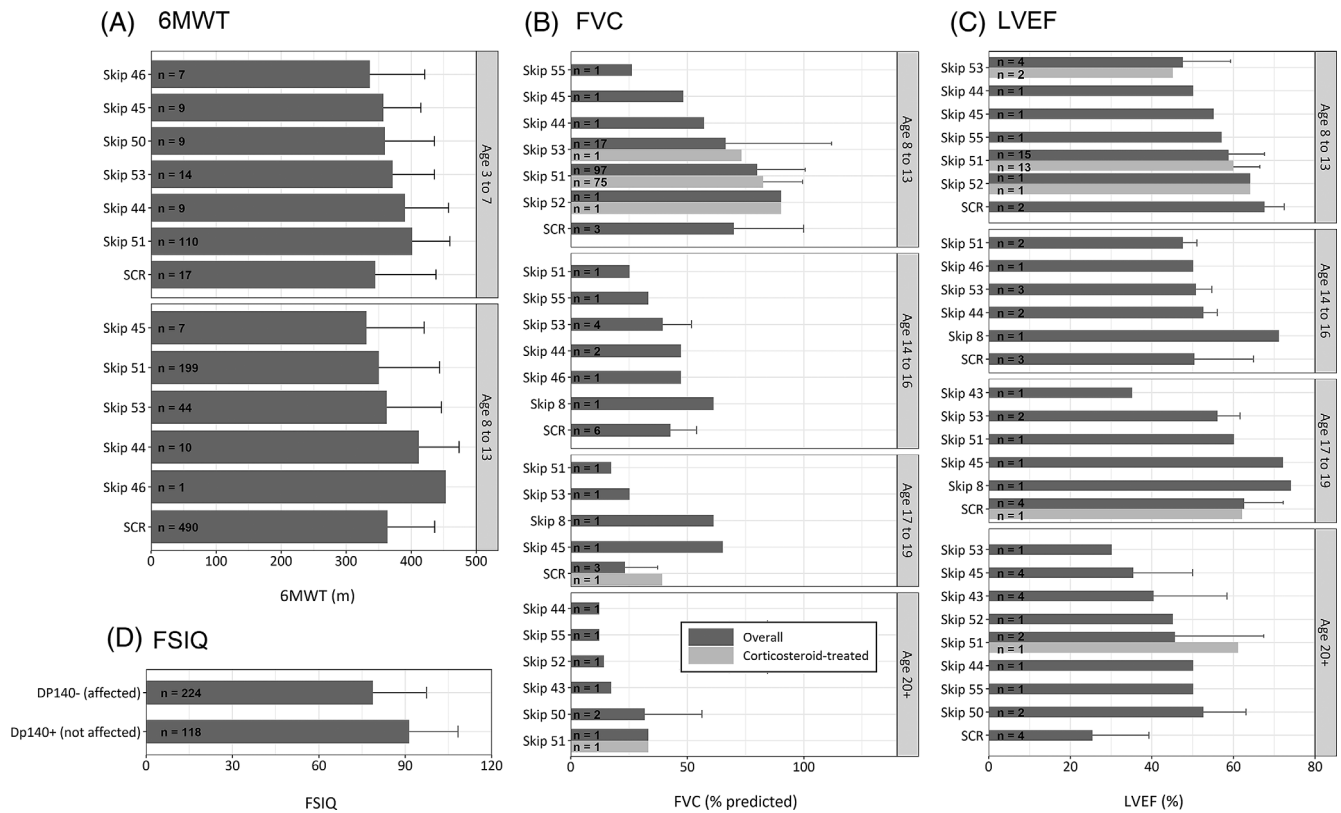 (A) 6MWT
Skip 46 n = 7
Skip 45 n = 9
Skip 50 n = 9
Skip 53 n = 14
Skip 44 n = 9
Skip 51 n = 110
SCR n = 17
Age 3 to 7
Skip 45 n = 7
Skip 51 n = 199
Skip 53 n = 44
Skip 44 n = 10
Skip 46 n = 1
SCR n = 490
Age 8 to 13
0 100 200 300 400 500
6MWT (m)
(D) FSIQ
DP140- (affected) n = 224
Dp140+ (not affected) n = 118
0 30 60 90 120
FSIQ
(B) FVC
Skip 55 n = 1
Skip 45 n = 1
Skip 44 n = 1
Skip 53 n = 17
n = 1
Skip 51 n = 97
n = 75
Skip 52 n = 1
n = 1
SCR n = 3
Age 8 to 13
Skip 51 n = 1
Skip 55 n = 1
Skip 53 n = 4
Skip 44 n = 2
Skip 46 n = 1
Skip 8 n = 1
SCR n = 6
Age 14 to 16
Skip 51 n = 1
Skip 53 n = 1
Skip 8 n = 1
Skip 45 n = 1
SCR n = 3
n = 1
Age 17 to 19
Skip 44 n = 1
Skip 55 n = 1
Skip 52 n = 1
Skip 43 n = 1
Skip 50 n = 2
Skip 51 n = 1
n = 1
Age 20+
Overall
Corticosteroid-treated
0 50 100
FVC (% predicted)
(C) LVEF
Skip 53 n = 4
n = 2
Skip 44 n = 1
Skip 45 n = 1
Skip 55 n = 1
Skip 51 n = 15
n = 13
Skip 52 n = 1
n = 1
SCR n = 2
Age 8 to 13
Skip 51 n = 2
Skip 46 n = 1
Skip 53 n = 3
Skip 44 n = 2
Skip 8 n = 1
SCR n = 3
Age 14 to 16
Skip 43 n = 1
Skip 53 n = 2
Skip 51 n = 1
Skip 45 n = 1
Skip 8 n = 1
SCR n = 4
n = 1
Age 17 to 19
Skip 53 n = 1
Skip 45 n = 4
Skip 43 n = 4
Skip 52 n = 1
Skip 51 n = 2
n = 1
Skip 44 n = 1
Skip 55 n = 1
Skip 50 n = 2
SCR n = 4
Age 20+
0 20 40 60 80
LVEF (%)